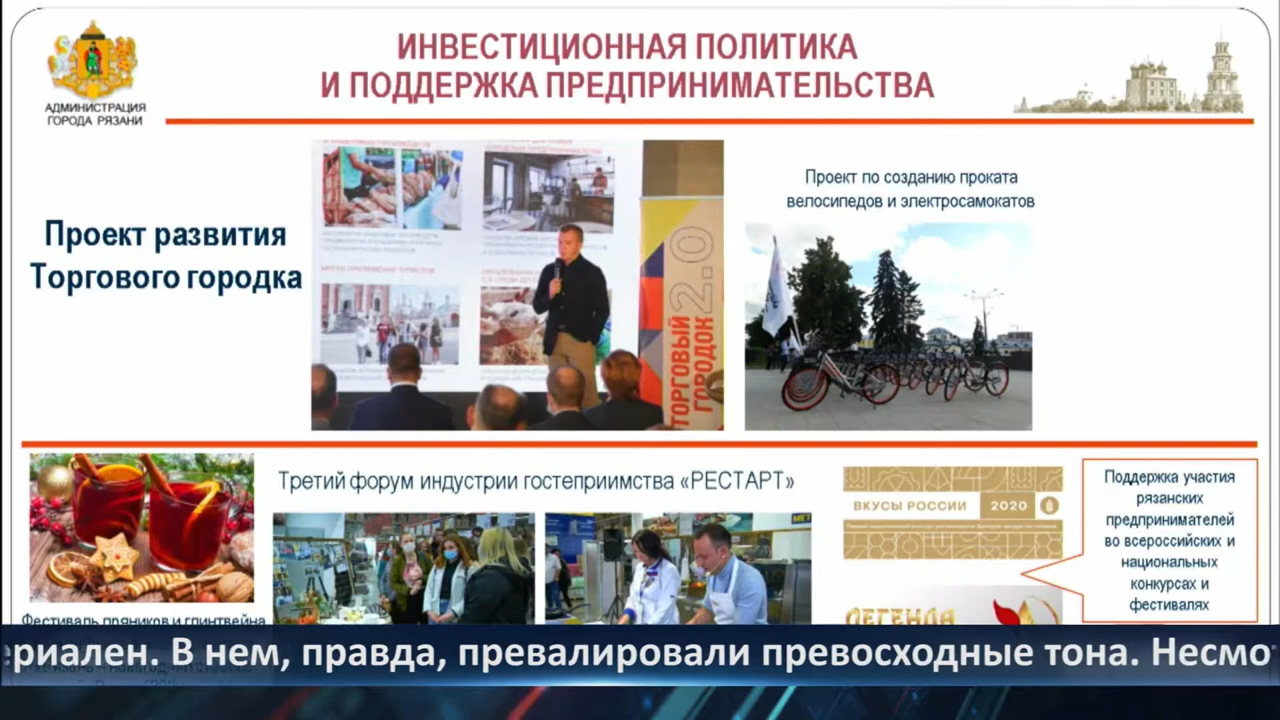 АДМИНИСТРАЦИЯ
ГОРОДА РЯЗАНИ
ИНВЕСТИЦИОННАЯ ПОЛИТИКА
И ПОДДЕРЖКА ПРЕДПРИНИМАТЕЛЬСТВА
Проект развития
Торгового городка
ТОРГОВЫЙ
ГОРОДОК 2.0
Проект по созданию проката
велосипедов и электросамокатов
Третий форум индустрии гостеприимства «РЕСТАРТ»
ВКУСЫ РОССИИ 2020
Поддержка участия
рязанских
предпринимателей
во всероссийских и
национальных
конкурсах и
фестивалях
ЛЕГЕНДА
Фестиваль пряников и глинтвейна
ериален. В нем, правда, превалировали превосходные тона. Несмо